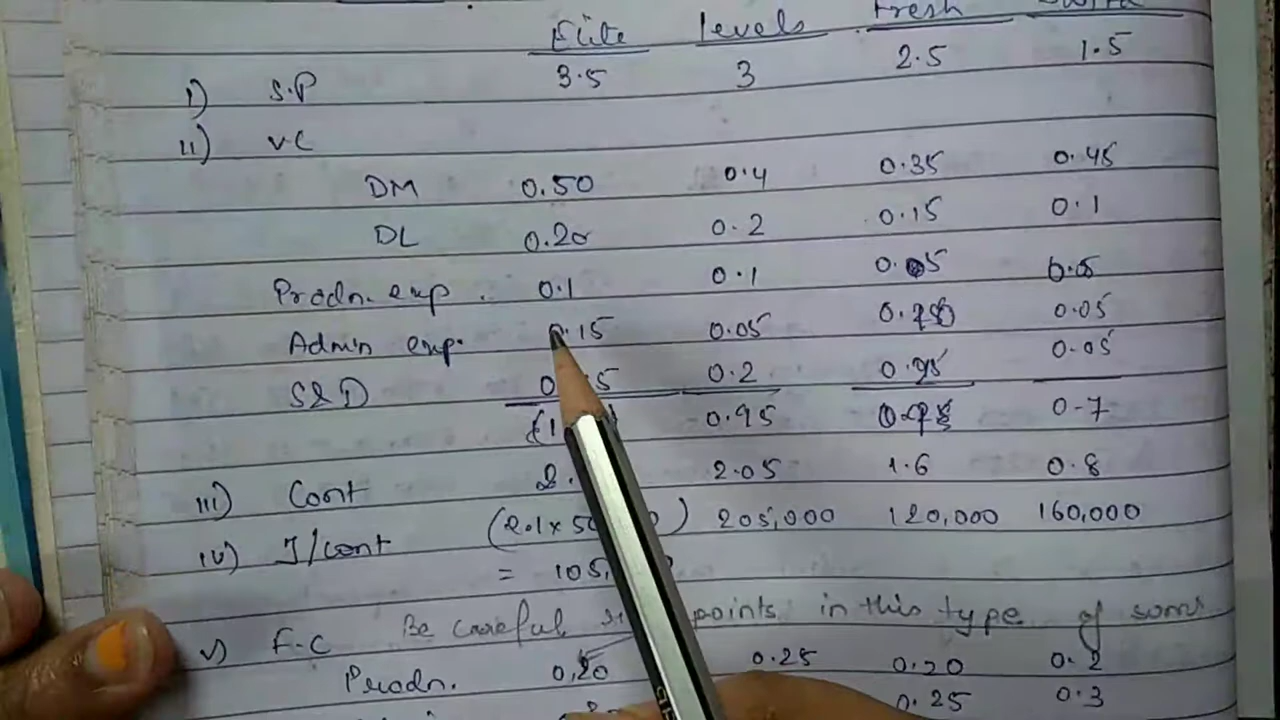 Elite levels Fresh
i) S.P 3.5 3 2.5 1.5
ii) VC
DM 0.50 0.4 0.35 0.45
DL 0.20 0.2 0.15 0.1
Prodn. exp. 0.1 0.1 0.05
Admin exp. 0.15 0.05 0.05
S&D 0.2 0.05
0.95 0.7
iii) Cont 2.05 1.6 0.8
iv) T/cont 205,000 120,000 160,000
= 105,
v) F.C Be careful points in this type of sums
Prodn. 0.20 0.25 0.20 0.2
0.25 0.3